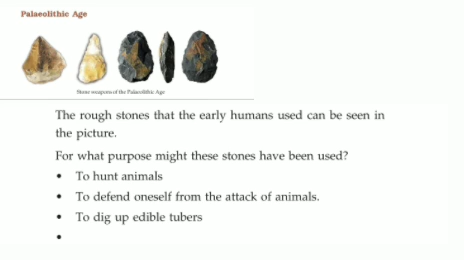 Palaeolithic Age
Stone weapons of the Palaeolithic Age
The rough stones that the early humans used can be seen in
the picture.
For what purpose might these stones have been used?
• To hunt animals
• To defend oneself from the attack of animals.
• To dig up edible tubers
•